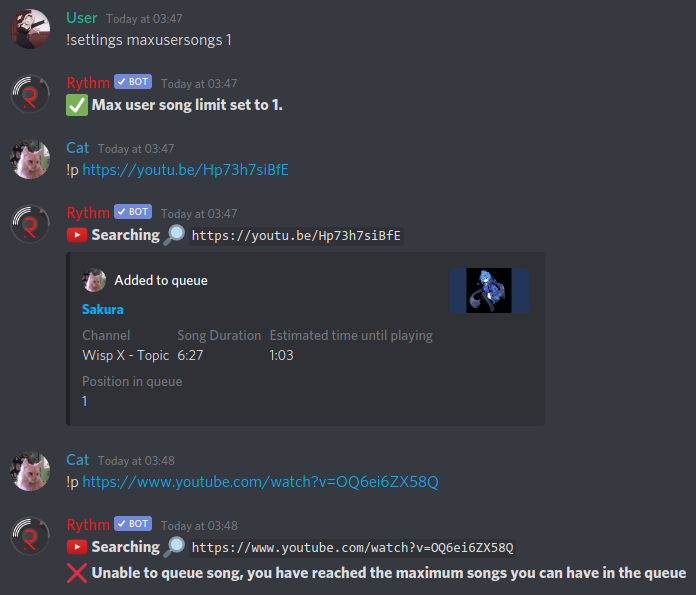 User Today at 03:47
!settings maxusersongs 1
Rythm BOT Today at 03:47
Max user song limit set to 1.
Cat Today at 03:47
!p https://youtu.be/Hp73h7siBfE
Rythm BOT Today at 03:47
Searching https://youtu.be/Hp73h7siBfE
Added to queue
Sakura
Channel Song Duration Estimated time until playing
Wisp X - Topic 6:27 1:03
Position in queue
1
Cat Today at 03:48
!p https://www.youtube.com/watch?v=OQ6ei6ZX58Q
Rythm BOT Today at 03:48
Searching https://www.youtube.com/watch?v=OQ6ei6ZX58Q
Unable to queue song, you have reached the maximum songs you can have in the queue